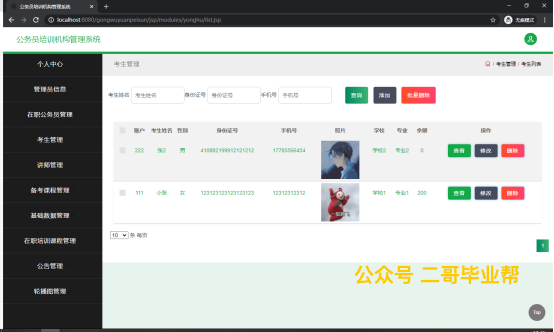 公务员培训机构管理系统
localhost:8080/gongwuyuanpeixun/jsp/modules/yonghu/list.jsp
无痕模式
公务员培训机构管理系统
个人中心
管理员信息
在职公务员管理
考生管理
讲师管理
备考课程管理
基础数据管理
在职培训课程管理
公告管理
轮播图管理
考生管理
/ 考生管理 / 考生列表
考生姓名 考生姓名 身份证号 身份证号 手机号 手机号 查询 添加 批量删除
账户 考生姓名 性别 身份证号 手机号 照片 学校 专业 余额 操作
222 张2 男 410882199912121212 17783566454 学校2 专业2 0 查看 修改 删除
111 小张 女 123123123123123123 12312312312 学校1 专业1 200 查看 修改 删除
10 条 每页
1
公众号 二哥毕业帮
Top